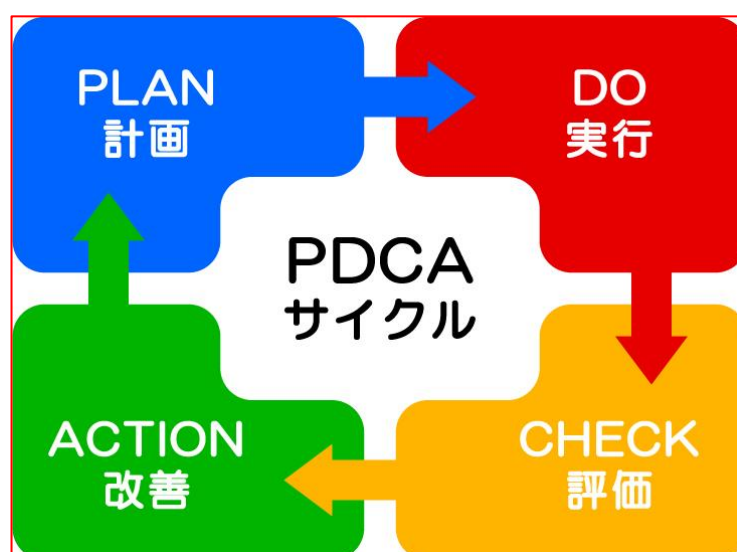 PLAN
計画
DO
実行
PDCA
サイクル
ACTION
改善
CHECK
評価